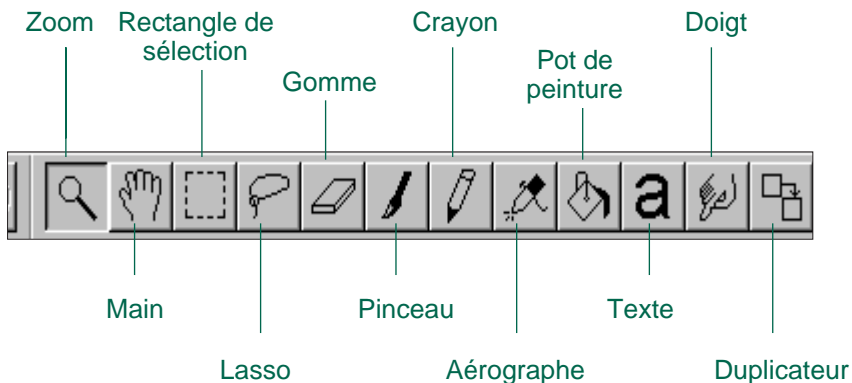 Zoom
Rectangle de
sélection
Gomme
Crayon
Pot de
peinture
Doigt
a
Main
Lasso
Pinceau
Aérographe
Texte
Duplicateur